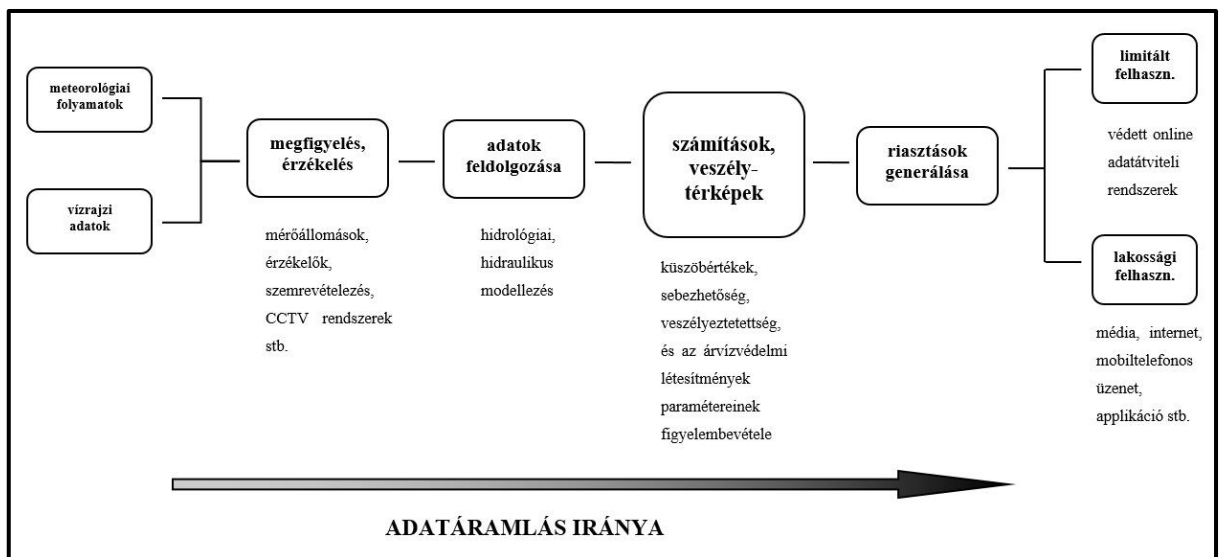 meteorológiai
folyamatok
vízrajzi
adatok
megfigyelés,
érzékelés
mérőállomások,
érzékelők,
szemrevételezés,
CCTV rendszerek
stb.
adatok
feldolgozása
hidrológiai,
hidraulikus
modellezés
számítások,
veszély-
térképek
küszöbértékek,
sebezhetőség,
veszélyeztetettség,
és az árvízvédelmi
létesítmények
paramétereinek
figyelembevétele
riasztások
generálása
limitált
felhaszn.
védett online
adatátviteli
rendszerek
lakossági
felhaszn.
média, internet,
mobiltelefonos
üzenet,
applikáció stb.
ADATÁRAMLÁS IRÁNYA